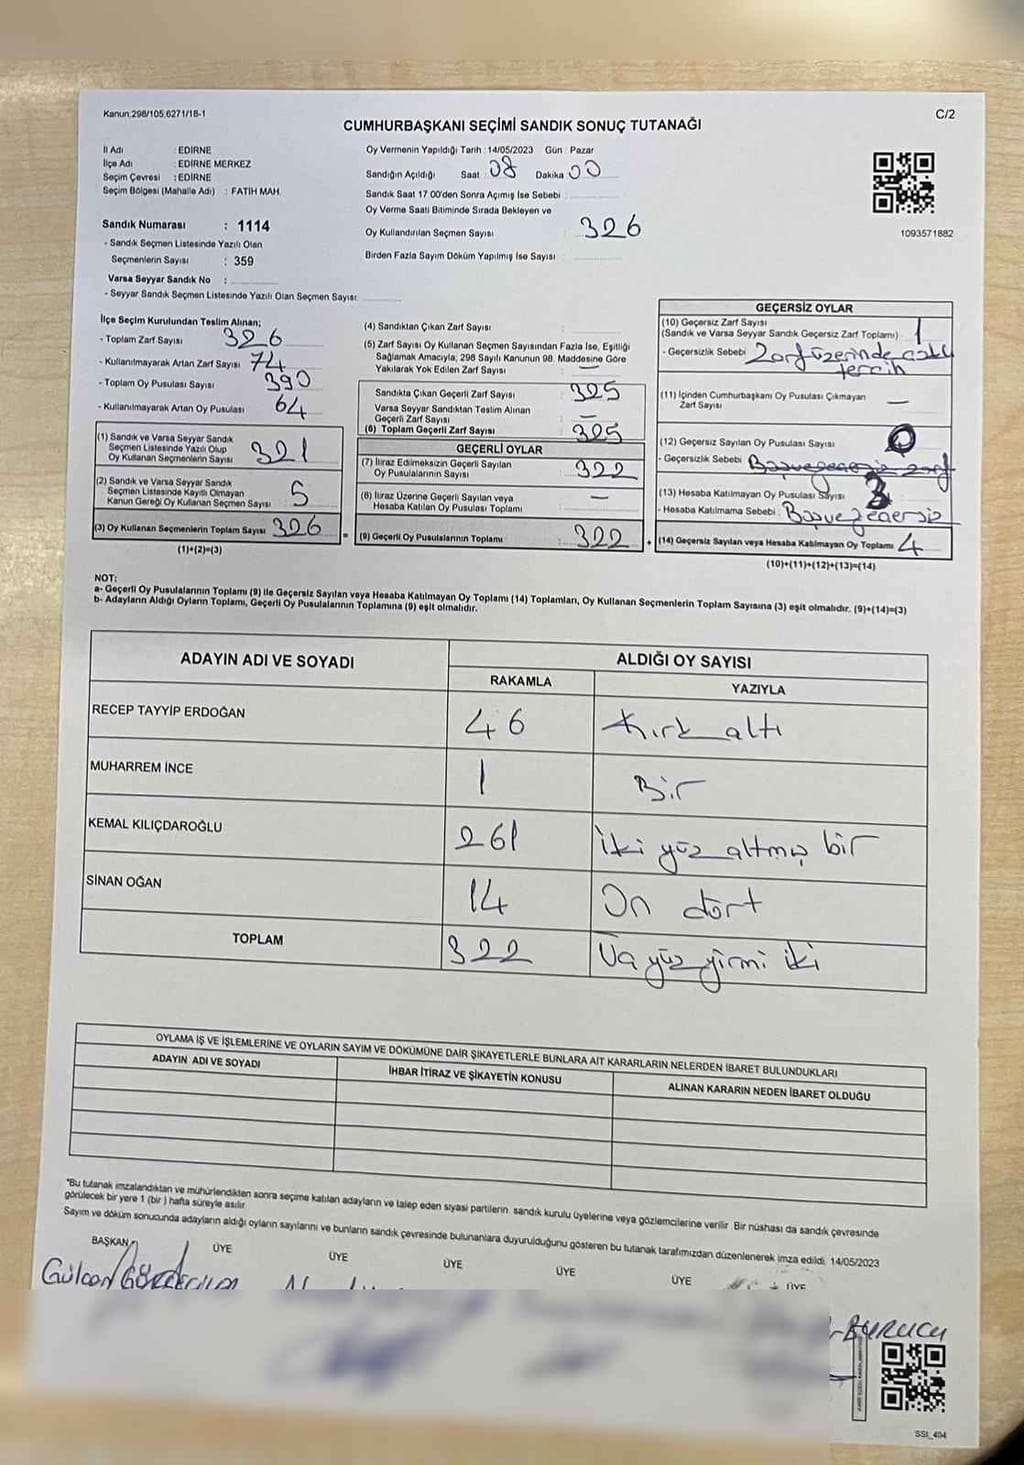 Kanun,298/105,6271/18-1
C/2
CUMHURBAŞKANI SEÇİMİ SANDIK SONUÇ TUTANAĞI
İl Adı : EDİRNE
İlçe Adı : EDİRNE MERKEZ
Seçim Çevresi : EDİRNE
Seçim Bölgesi (Mahalle Adı) : FATİH MAH.
Sandık Numarası : 1114
- Sandık Seçmen Listesinde Yazılı Olan
Seçmenlerin Sayısı : 359
Varsa Seyyar Sandık No :
- Seyyar Sandık Seçmen Listesinde Yazılı Olan Seçmen Sayısı:
Oy Vermenin Yapıldığı Tarih : 14/05/2023 Gün : Pazar
Sandığın Açıldığı Saat 08 Dakika 00
Sandık Saat 17:00'den Sonra Açımış İse Sebebi :
Oy Verme Saati Bitiminde Sırada Bekleyen ve
Oy Kullandırılan Seçmen Sayısı : 326
Birden Fazla Sayım Döküm Yapılmış İse Sayısı :
1093571882
İlçe Seçim Kurulundan Teslim Alınan;
- Toplam Zarf Sayısı : 326
- Kullanılmayarak Artan Zarf Sayısı : 74
- Toplam Oy Pusulası Sayısı : 390
- Kullanılmayarak Artan Oy Pusulası : 64
(1) Sandık ve Varsa Seyyar Sandık
Seçmen Listesinde Yazılı Olup
Oy Kullanan Seçmenlerin Sayısı : 321
(2) Sandık ve Varsa Seyyar Sandık
Seçmen Listesinde Kayıtlı Olmayan
Kanun Gereği Oy Kullanan Seçmen Sayısı : 5
(3) Oy Kullanan Seçmenlerin Toplam Sayısı : 326
(1)+(2)=(3)
(4) Sandıktan Çıkan Zarf Sayısı :
(5) Zarf Sayısı Oy Kullanan Seçmen Sayısından Fazla İse, Eşitliği
Sağlamak Amacıyla; 298 Sayılı Kanunun 98. Maddesine Göre
Yakılarak Yok Edilen Zarf Sayısı : —
Sandıkta Çıkan Geçerli Zarf Sayısı : 325
Varsa Seyyar Sandıktan Teslim Alınan
Geçerli Zarf Sayısı : —
(6) Toplam Geçerli Zarf Sayısı : 325
GEÇERLİ OYLAR
(7) İtiraz Edilmeksizin Geçerli Sayılan
Oy Pusulalarının Sayısı : 322
(8) İtiraz Üzerine Geçerli Sayılan veya
Hesaba Katılan Oy Pusulası Toplamı : —
(9) Geçerli Oy Pusulalarının Toplamı : 322
GEÇERSİZ OYLAR
(10) Geçersiz Zarf Sayısı : 1
(Sandık ve Varsa Seyyar Sandık Geçersiz Zarf Toplamı)
- Geçersizlik Sebebi : Zarf üzerinde
tercih
(11) İçinden Cumhurbaşkanı Oy Pusulası Çıkmayan
Zarf Sayısı : —
(12) Geçersiz Sayılan Oy Pusulası Sayısı : 0
- Geçersizlik Sebebi :
(13) Hesaba Katılmayan Oy Pusulası Sayısı : 3
- Hesaba Katılmama Sebebi : Boş ve geçersiz
(14) Geçersiz Sayılan veya Hesaba Katılmayan Oy Toplamı : 4
(10)+(11)+(12)+(13)=(14)
NOT:
a- Geçerli Oy Pusulalarının Toplamı (9) ile Geçersiz Sayılan veya Hesaba Katılmayan Oy Toplamı (14) Toplamları, Oy Kullanan Seçmenlerin Toplam Sayısına (3) eşit olmalıdır. (9)+(14)=(3)
b- Adayların Aldığı Oyların Toplamı, Geçerli Oy Pusulalarının Toplamına (9) eşit olmalıdır.
ADAYIN ADI VE SOYADI
ALDIĞI OY SAYISI
RAKAMLA YAZIYLA
RECEP TAYYİP ERDOĞAN 46 Kırk altı
MUHARREM İNCE 1 Bir
KEMAL KILIÇDAROĞLU 261 İki yüz altmış bir
SİNAN OĞAN 14 On dört
TOPLAM 322 Üç yüz yirmi iki
OYLAMA İŞ VE İŞLEMLERİNE VE OYLARIN SAYIM VE DÖKÜMÜNE DAİR ŞİKAYETLERLE BUNLARA AİT KARARLARIN NELERDEN İBARET BULUNDUKLARI
ADAYIN ADI VE SOYADI İHBAR İTİRAZ VE ŞİKAYETİN KONUSU ALINAN KARARIN NEDEN İBARET OLDUĞU
"Bu tutanak imzalandıktan ve mühürlendikten sonra seçime katılan adayların ve talep eden siyasi partilerin, sandık kurulu üyelerine veya gözlemcilerine verilir. Bir nüshası da sandık çevresinde
görülecek bir yere 1 (bir) hafta süreyle asılır.
Sayım ve döküm sonucunda adayların aldığı oyların sayılarını ve bunların sandık çevresinde bulunanlara duyurulduğunu gösteren bu tutanak tarafımızdan düzenlenerek imza edildi. 14/05/2023
BAŞKAN ÜYE ÜYE ÜYE ÜYE ÜYE ÜYE
SSI_404